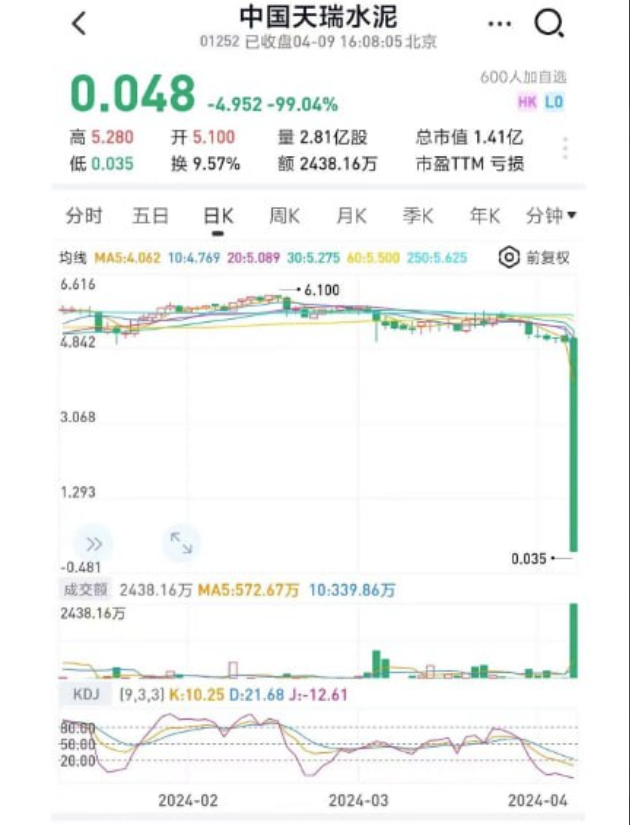 中国天瑞水泥
01252 已收盘04-09 16:08:05 北京
0.048 -4.952 -99.04%
600人加自选
HK LO
高 5.280 开 5.100 量 2.81亿股 总市值 1.41亿
低 0.035 换 9.57% 额 2438.16万 市盈TTM 亏损
分时 五日 日K 周K 月K 季K 年K 分钟
均线 MA5:4.062 10:4.769 20:5.089 30:5.275 60:5.500 250:5.625 前复权
6.616
6.100
4.842
3.068
1.293
0.035
-0.481
成交额 2438.16万 MA5:572.67万 10:339.86万
2438.16万
KDJ (9,3,3) K:10.25 D:21.68 J:-12.61
80.00
50.00
20.00
2024-02 2024-03 2024-04